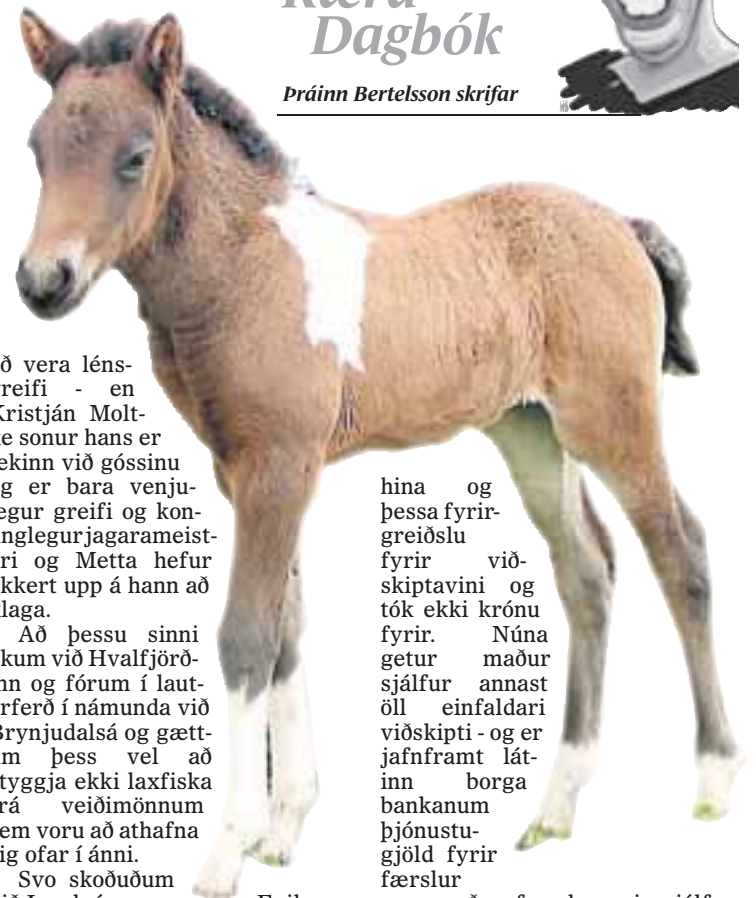 Dagbók
Þráinn Bertelsson skrifar
ð vera léns-
reifi - en
Kristján Molt-
e sonur hans er
ekinn við góssinu
g er bara venju-
egur greifi og kon-
nglegur jagarameist-
ri og Metta hefur
kkert upp á hann að
laga.
Að þessu sinni
kum við Hvalfjörð-
nn og fórum í laut-
rferð í námunda við
Brynjudalsá og gætt-
m þess vel að
tyggja ekki laxfiska
rá veiðimönnum
em voru að athafna
ig ofar í ánni.
Svo skoðuðum
hina og
þessa fyrir-
greiðslu
fyrir við-
skiptavini og
tók ekki krónu
fyrir. Núna
getur maður
sjálfur annast
öll einfaldari
viðskipti - og er
jafnframt lát-
inn borga
bankanum
þjónustu-
gjöld fyrir
færslur